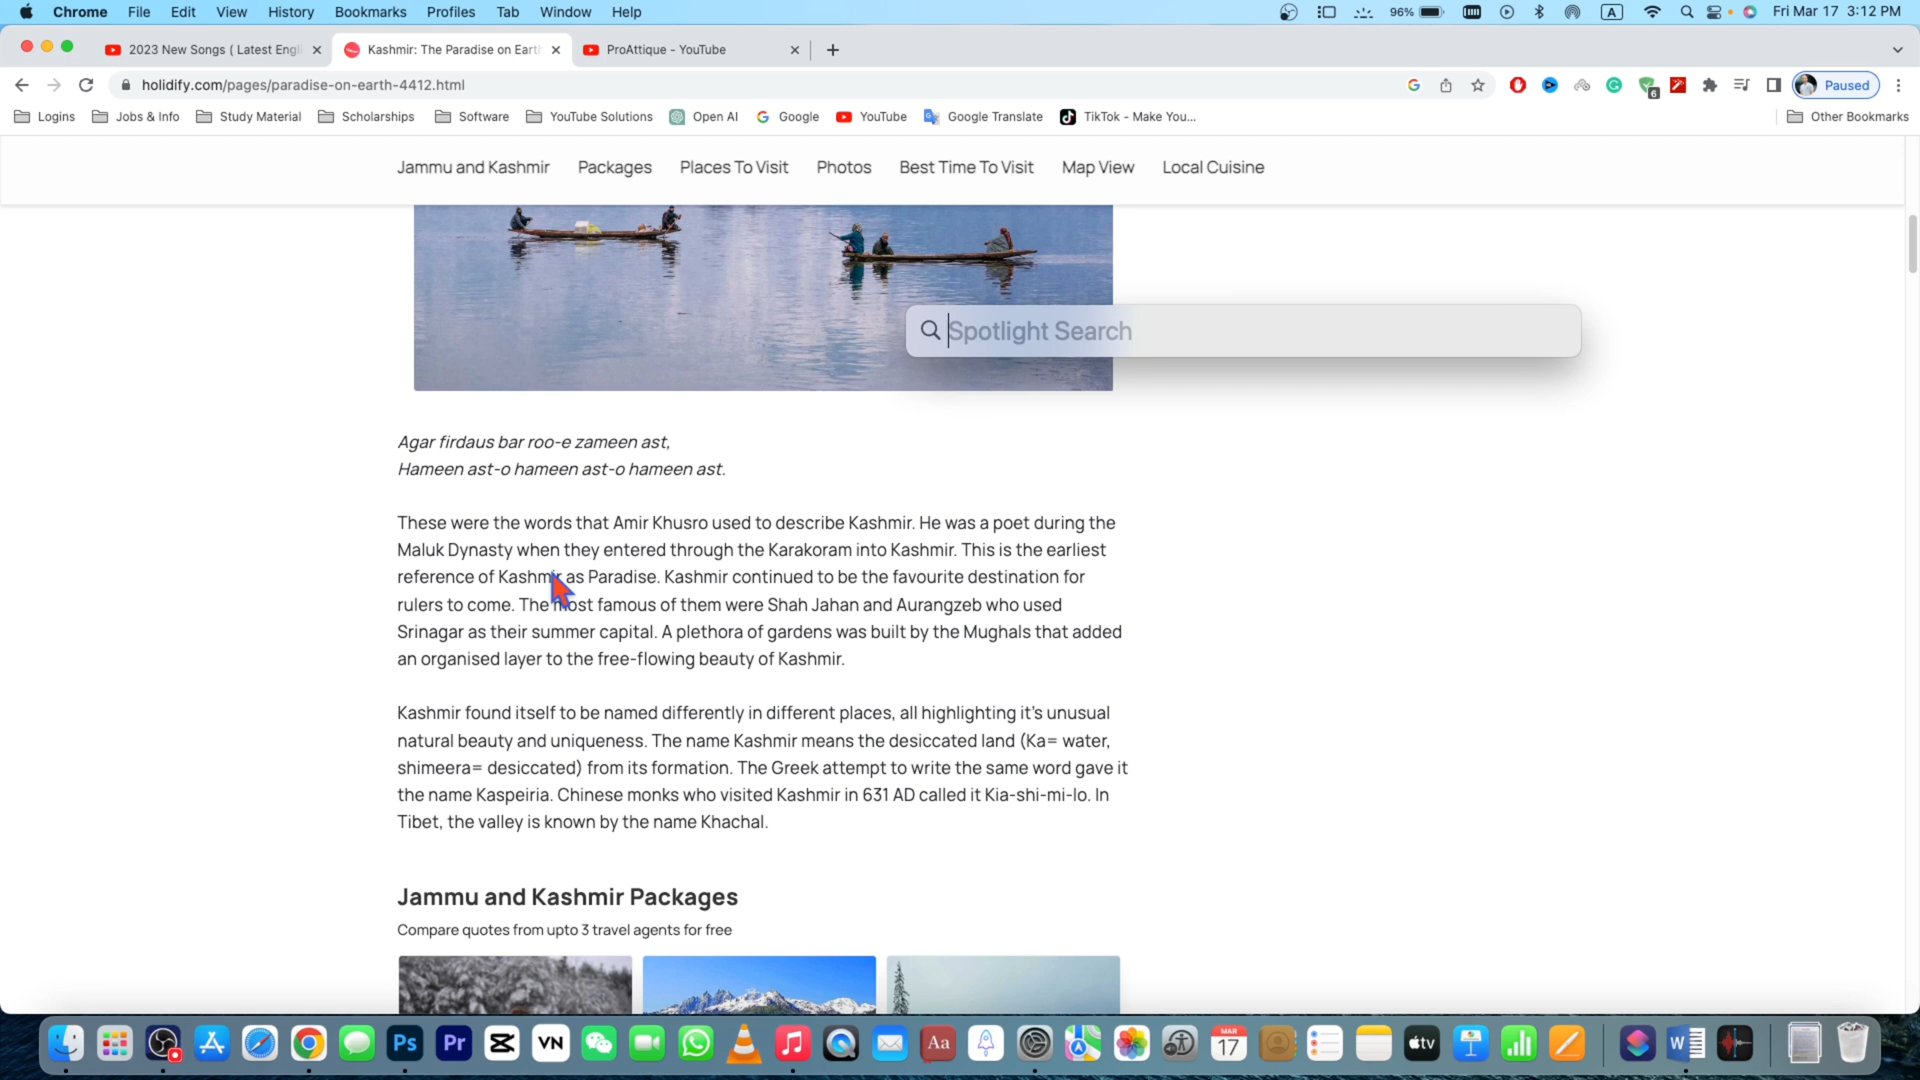 Chrome File Edit View History Bookmarks Profiles Tab Window Help 96% A Fri Mar 17 3:12 PM
2023 New Songs ( Latest Engli Kashmir: The Paradise on Earth ProAttique - YouTube
holidify.com/pages/paradise-on-earth-4412.html 6 Paused
Logins Jobs & Info Study Material Scholarships Software YouTube Solutions Open AI Google YouTube Google Translate TikTok - Make You... Other Bookmarks
Jammu and Kashmir Packages Places To Visit Photos Best Time To Visit Map View Local Cuisine
Spotlight Search
Agar firdaus bar roo-e zameen ast,
Hameen ast-o hameen ast-o hameen ast.
These were the words that Amir Khusro used to describe Kashmir. He was a poet during the
Maluk Dynasty when they entered through the Karakoram into Kashmir. This is the earliest
reference of Kashmir as Paradise. Kashmir continued to be the favourite destination for
rulers to come. The most famous of them were Shah Jahan and Aurangzeb who used
Srinagar as their summer capital. A plethora of gardens was built by the Mughals that added
an organised layer to the free-flowing beauty of Kashmir.
Kashmir found itself to be named differently in different places, all highlighting it's unusual
natural beauty and uniqueness. The name Kashmir means the desiccated land (Ka= water,
shimeera= desiccated) from its formation. The Greek attempt to write the same word gave it
the name Kaspeiria. Chinese monks who visited Kashmir in 631 AD called it Kia-shi-mi-lo. In
Tibet, the valley is known by the name Khachal.
Jammu and Kashmir Packages
Compare quotes from upto 3 travel agents for free
Ps Pr VN Aa MAR 17 tv W